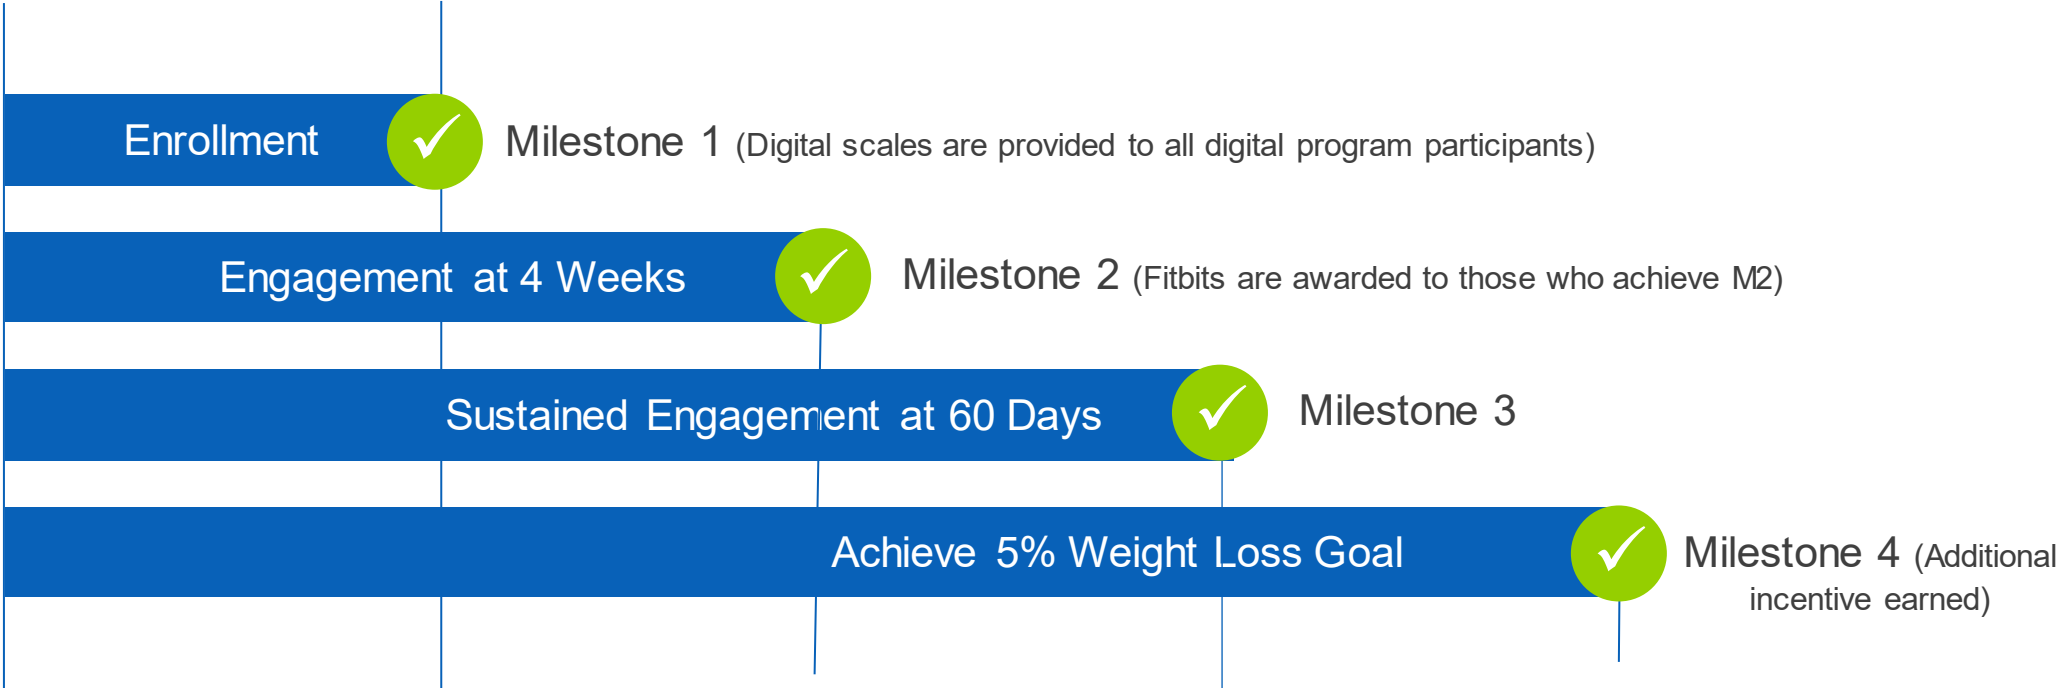 Enrollment
Milestone 1 (Digital scales are provided to all digital program participants)
Engagement at 4 Weeks
Milestone 2 (Fitbits are awarded to those who achieve M2)
Sustained Engagement at 60 Days
Milestone 3
Achieve 5% Weight Loss Goal
Milestone 4 (Additional
incentive earned)